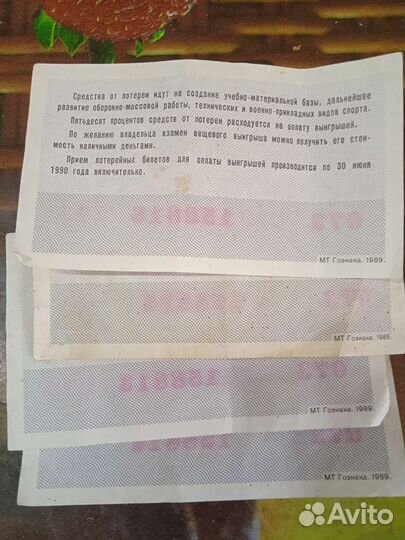 Средства от лотереи идут на создание учебно-материальной базы, дальнейшее
развитие оборонно-массовой работы, технических и военно-прикладных видов спорта.
Пятьдесят процентов средств от лотереи расходуется на оплату выигрышей.
По желанию владельца взамен вещевого выигрыша можно получить его стои-
мость наличными деньгами.
Прием лотерейных билетов для оплаты выигрышей производится по 30 июня
1990 года включительно.
МТ Гознака. 1989.
МТ Гознака. 1989.
МТ Гознака. 1989.
МТ Гознака. 1989.
Avito